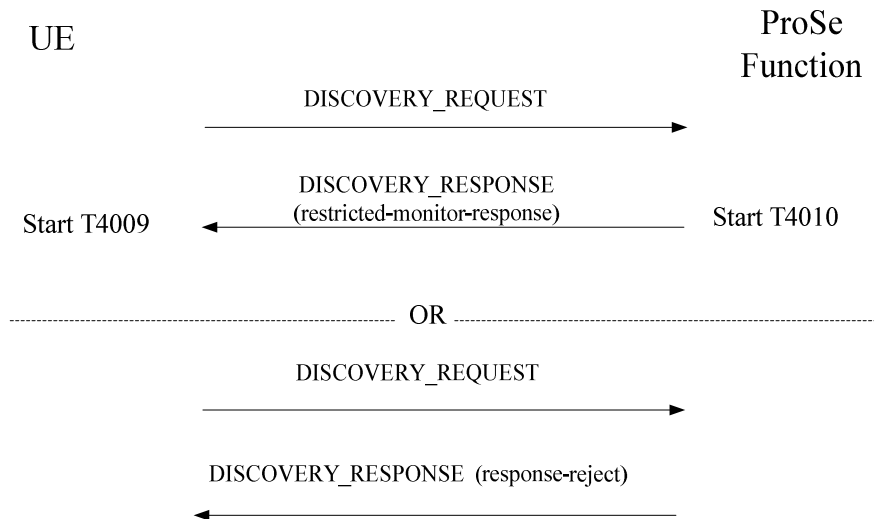 UE
ProSe
Function
DISCOVERY_REQUEST
DISCOVERY_RESPONSE
(restricted-monitor-response)
Start T4009
Start T4010
OR
DISCOVERY_REQUEST
DISCOVERY_RESPONSE (response-reject)